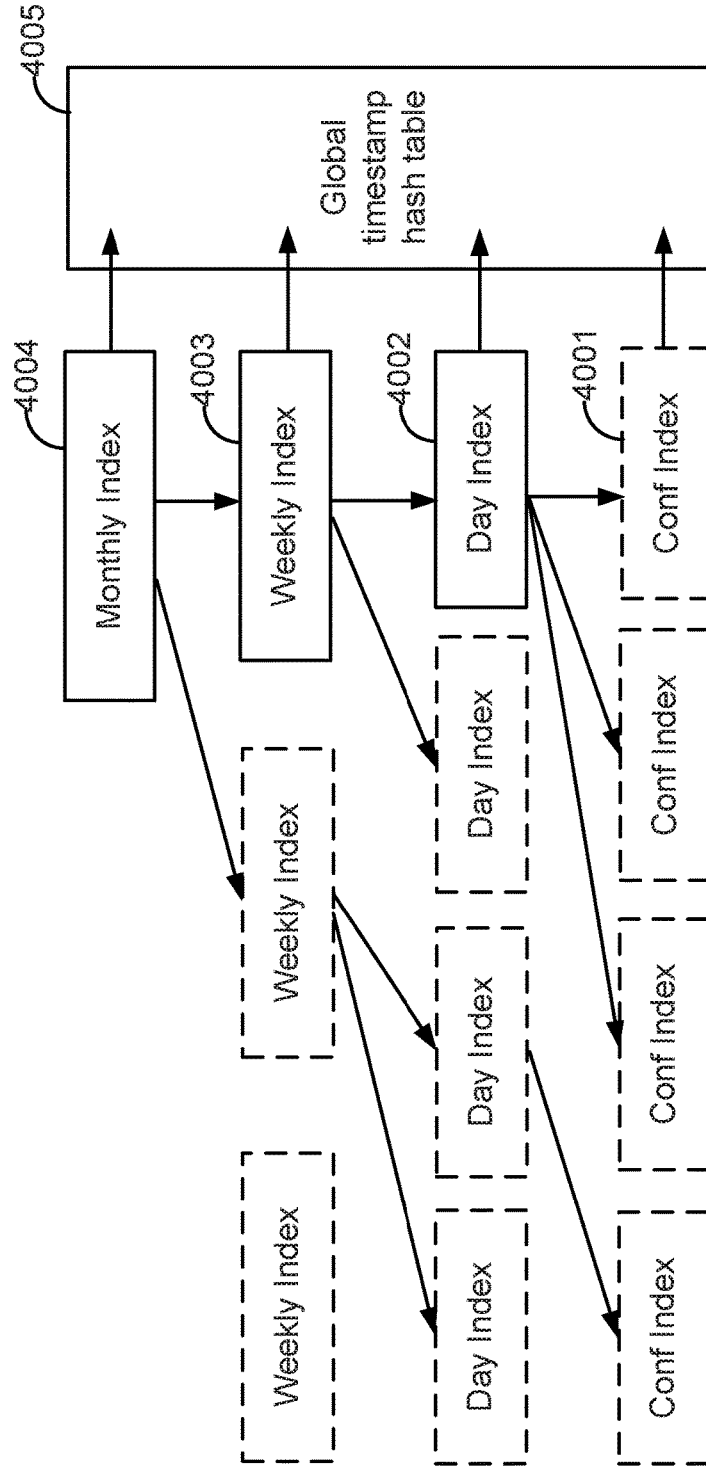 4004
4005
Monthly Index
Global
timestamp
hash table
4003
Weekly Index
Weekly Index
Weekly Index
4002
Day Index
Day Index
Day Index
Day Index
4001
Conf Index
Conf Index
Conf Index
Conf Index